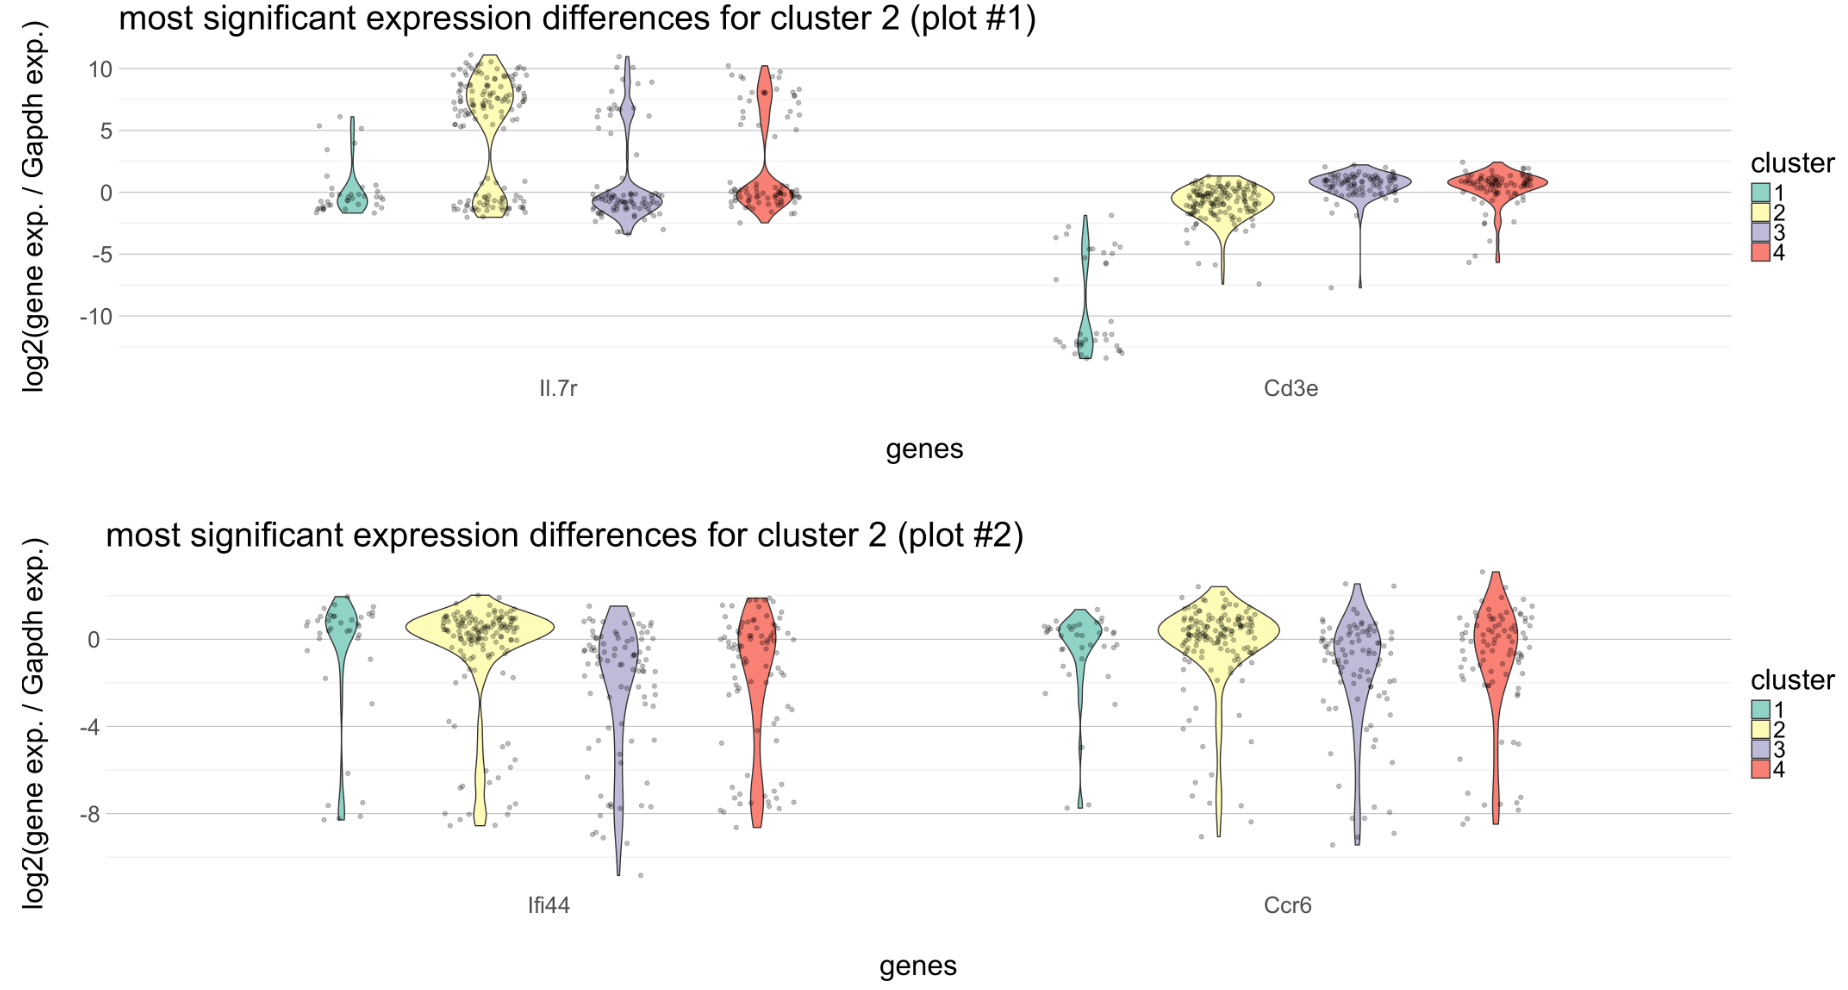 most significant expression differences for cluster 2 (plot #1)
log2(gene exp. / Gapdh exp.)
10
5
0
-5
-10
Il.7r
Cd3e
genes
cluster
1
2
3
4
most significant expression differences for cluster 2 (plot #2)
log2(gene exp. / Gapdh exp.)
0
-4
-8
Ifi44
Ccr6
genes
cluster
1
2
3
4